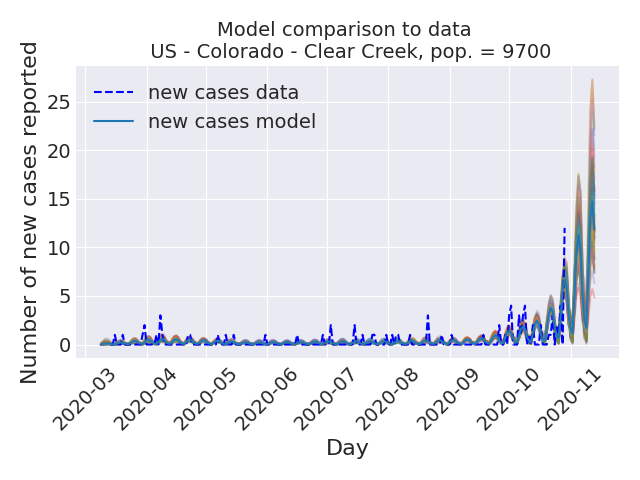 Model comparison to data
US - Colorado - Clear Creek, pop. = 9700
new cases data
new cases model
Number of new cases reported
25
20
15
10
5
0
2020-03
2020-04
2020-05
2020-06
2020-07
2020-08
2020-09
2020-10
2020-11
Day